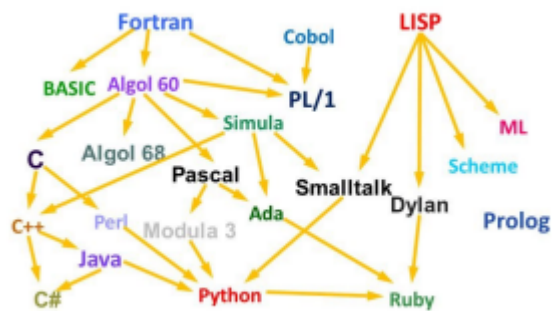 Fortran
Cobol
LISP
BASIC
Algol 60
PL/1
Simula
ML
C
Algol 68
Pascal
Smalltalk
Scheme
C++
Perl
Modula 3
Ada
Dylan
Prolog
Java
C#
Python
Ruby